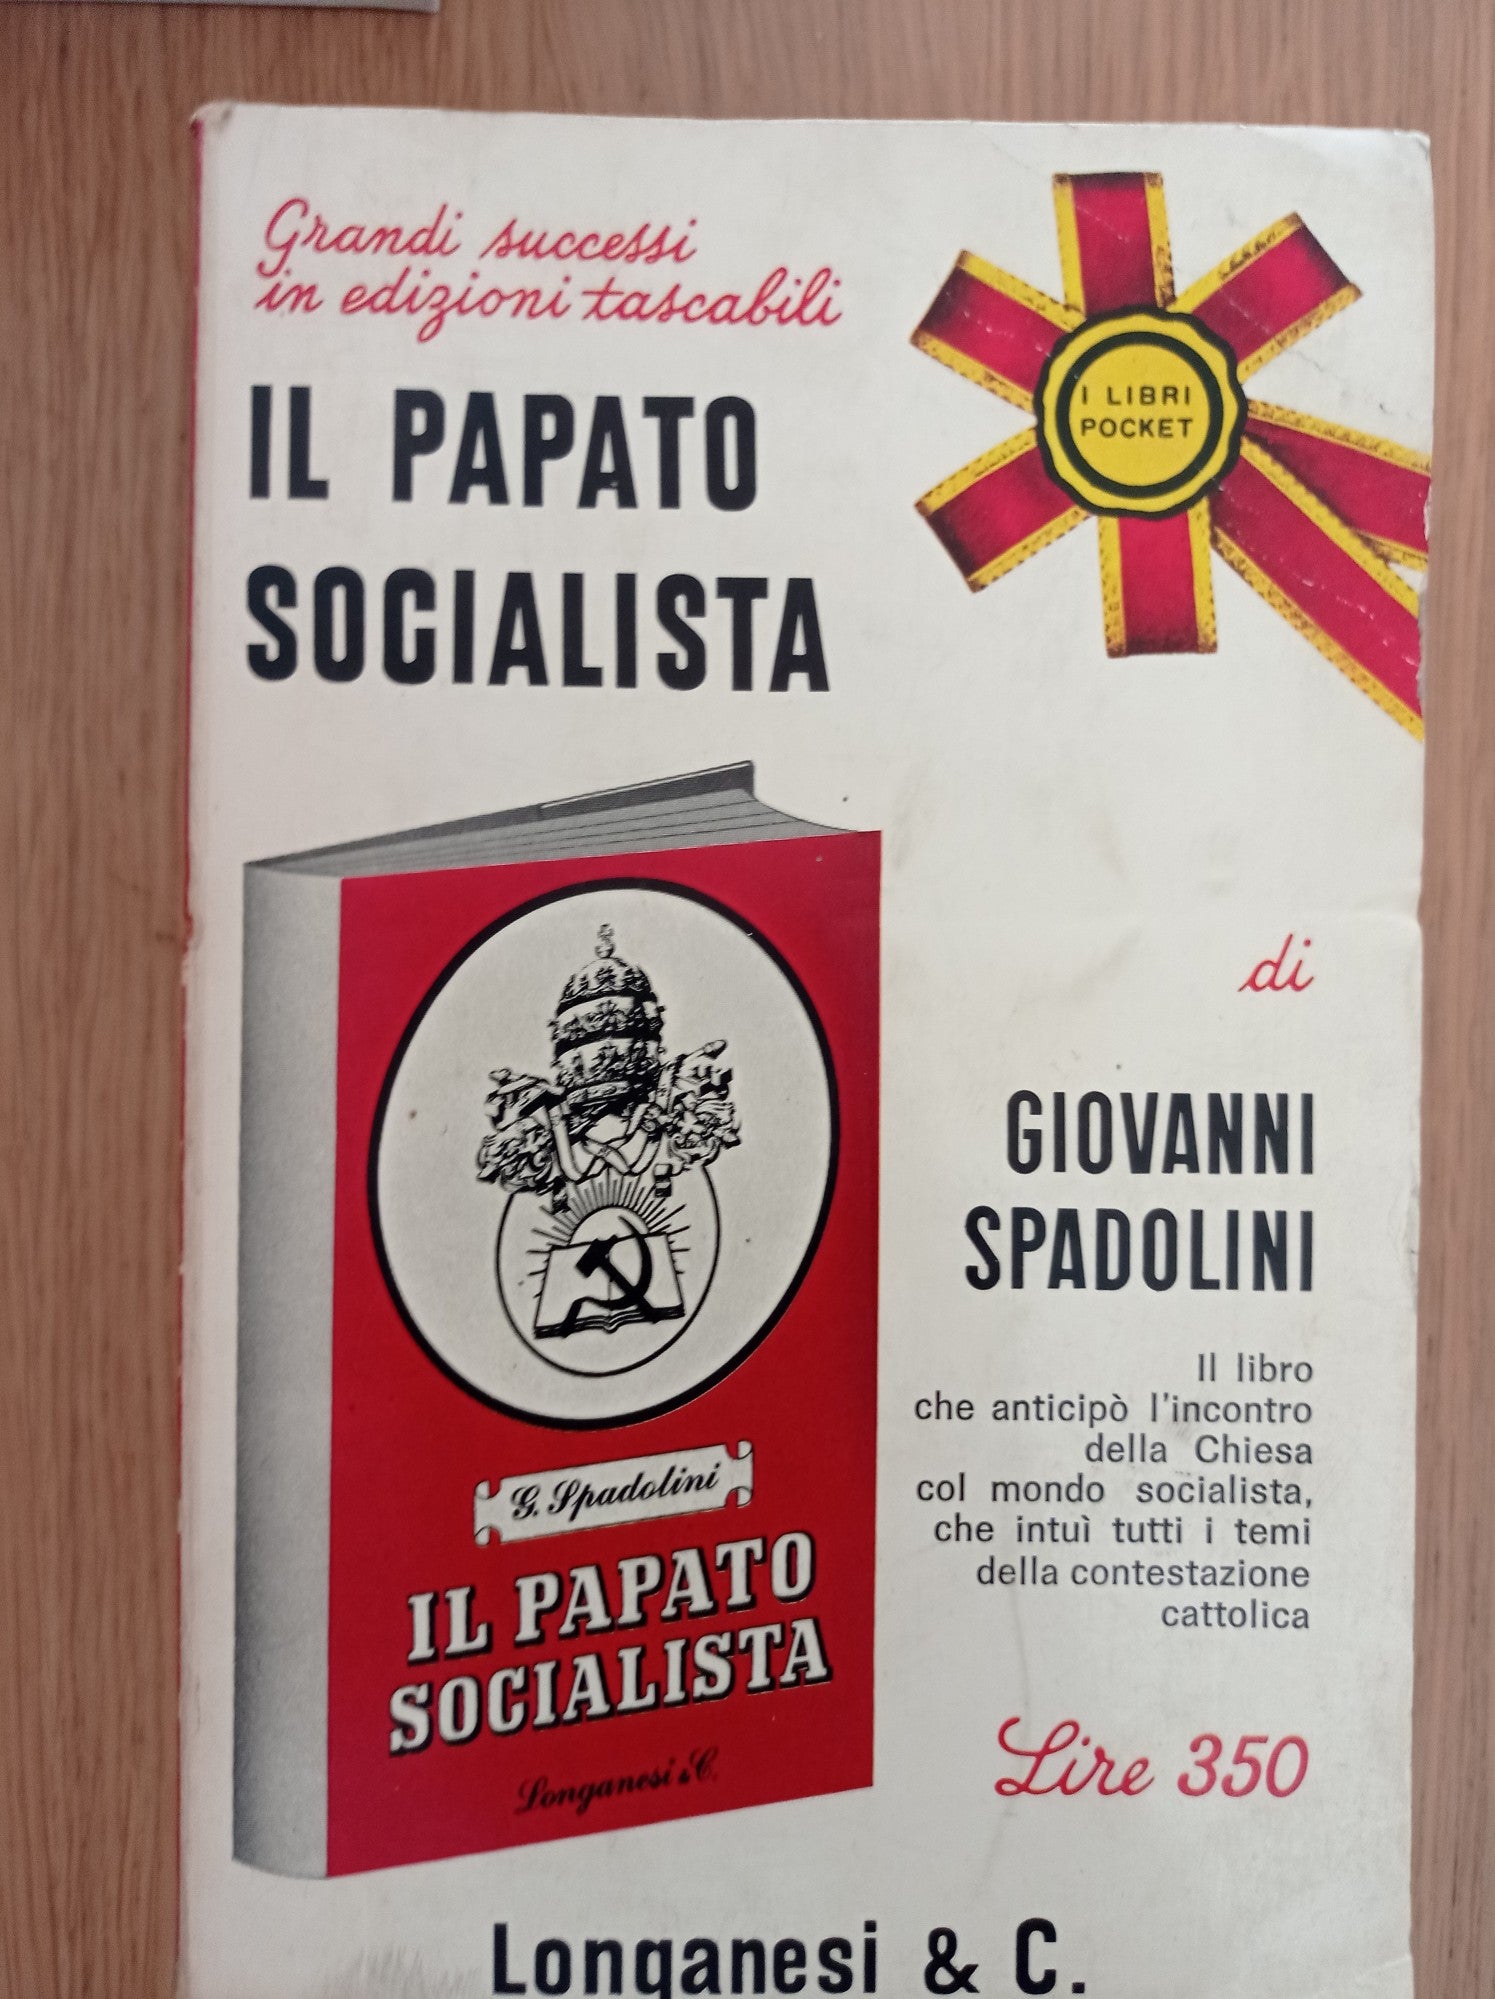 Grandi successi
in edizioni tascabili
I LIBRI
POCKET
IL PAPATO
SOCIALISTA
di
GIOVANNI
SPADOLINI
Il libro
che anticipò l'incontro
della Chiesa
col mondo socialista,
che intuì tutti i temi
della contestazione
cattolica
Lire 350
G. Spadolini
IL PAPATO
SOCIALISTA
Longanesi & C.
Longanesi & C.